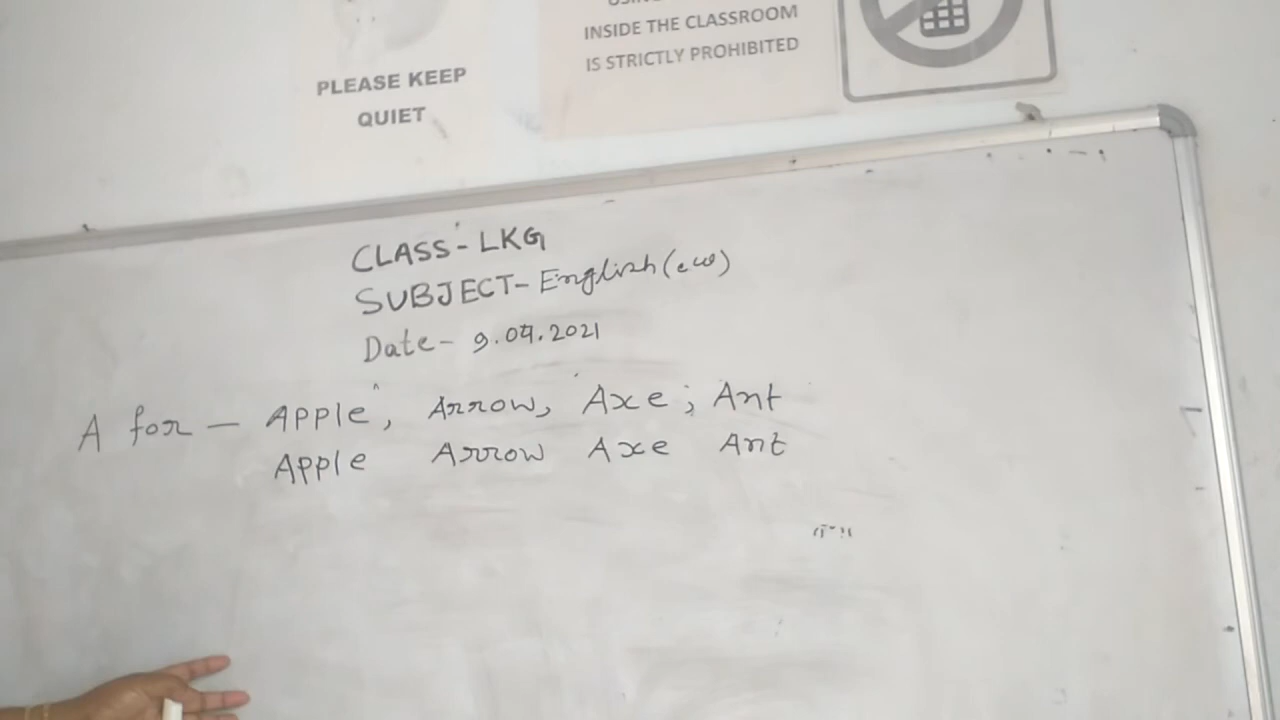 PLEASE KEEP
QUIET
INSIDE THE CLASSROOM
IS STRICTLY PROHIBITED
CLASS - LKG
SUBJECT - English (cw)
Date - 9.04.2021
A for - Apple, Arrow, Axe, Ant
Apple Arrow Axe Ant